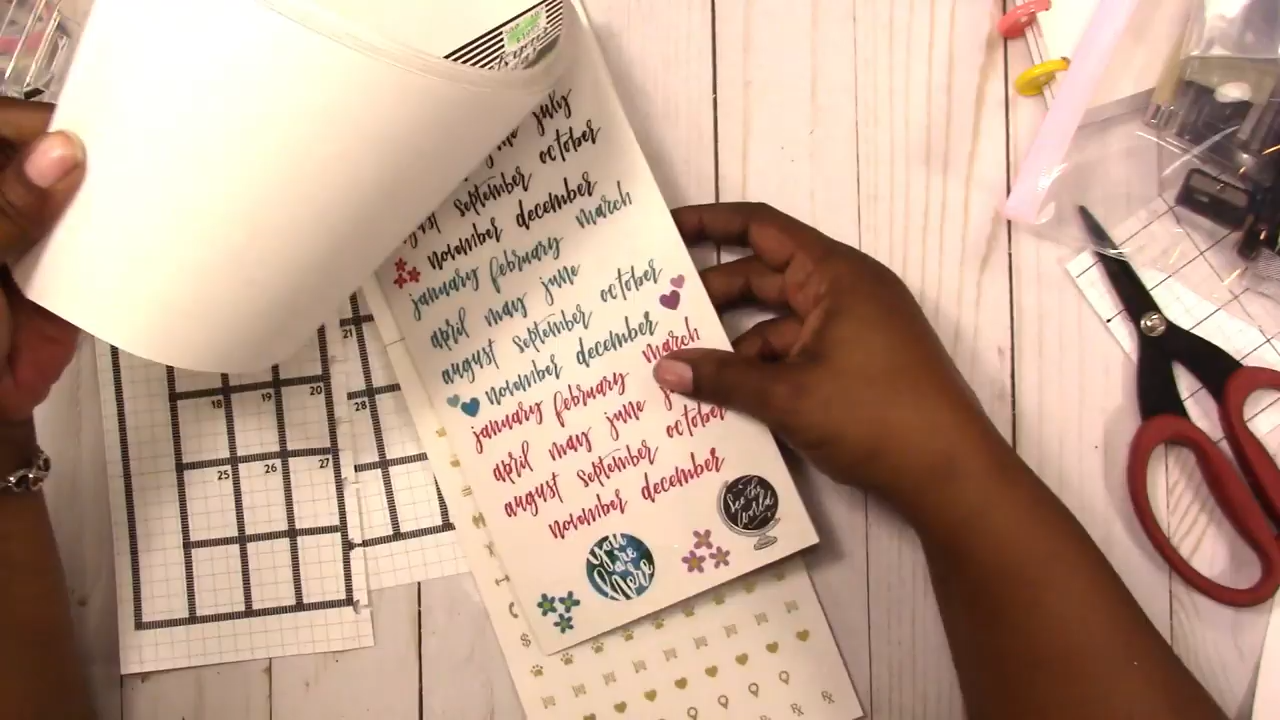 july
september october
november december
january february march
april may june
august september october
november december
january february march
april may june
august september october
november december
See the
World
You
are
Here
18 19 20
25 26 27
21
28
$
Rx Rx